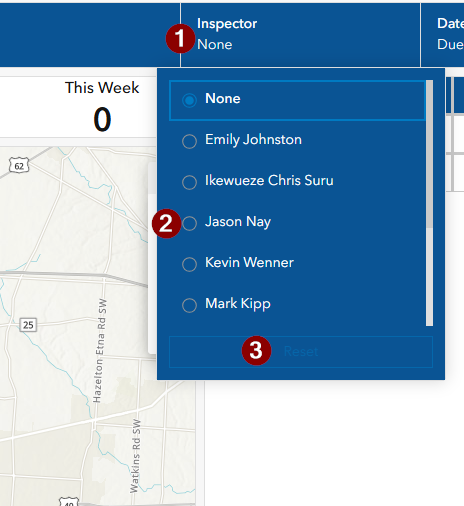 Inspector
Date
1
None
Due
This Week
0
None
Emily Johnston
Ikewueze Chris Suru
2
Jason Nay
Kevin Wenner
Mark Kipp
3
Reset
62
25
Hazelton Etna Rd SW
Watkins Rd SW
40